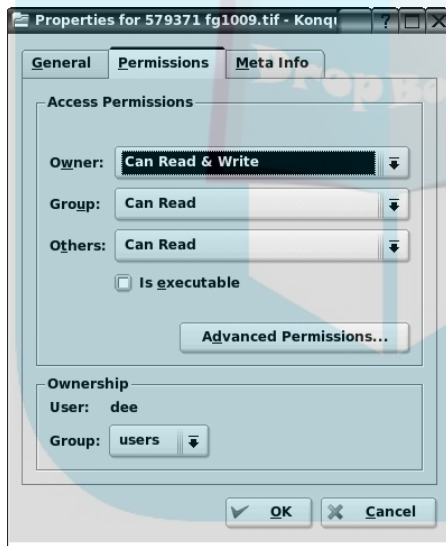 Properties for 579371 fg1009.tif - Konqu
General Permissions Meta Info
Access Permissions
Owner: Can Read & Write
Group: Can Read
Others: Can Read
Is executable
Advanced Permissions...
Ownership
User: dee
Group: users
OK Cancel